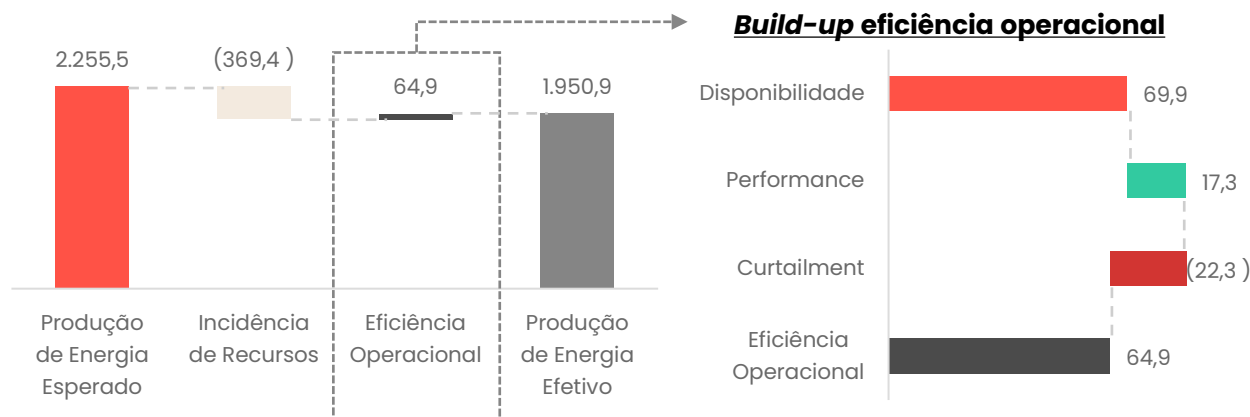 2.255,5
(369,4 )
64,9
1.950,9
Produção
de Energia
Esperado
Incidência
de Recursos
Eficiência
Operacional
Produção
de Energia
Efetivo
Build-up eficiência operacional
Disponibilidade
69,9
Performance
17,3
Curtailment
(22,3 )
Eficiência
Operacional
64,9